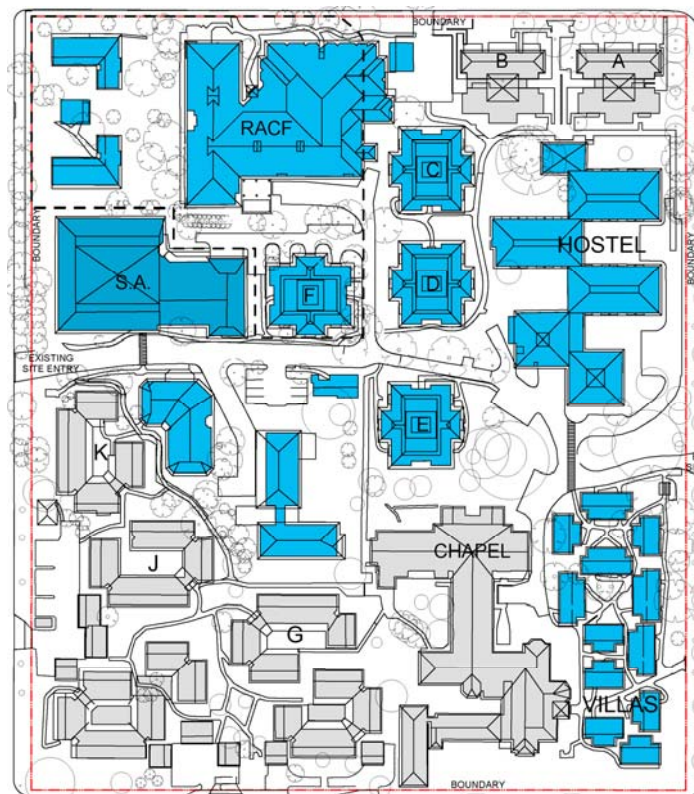 BOUNDARY
B
A
RACF
C
BOUNDARY
HOSTEL
S.A.
D
F
BOUNDARY
EXISTING
SITE ENTRY
E
K
CHAPEL
J
G
VILLAS
BOUNDARY